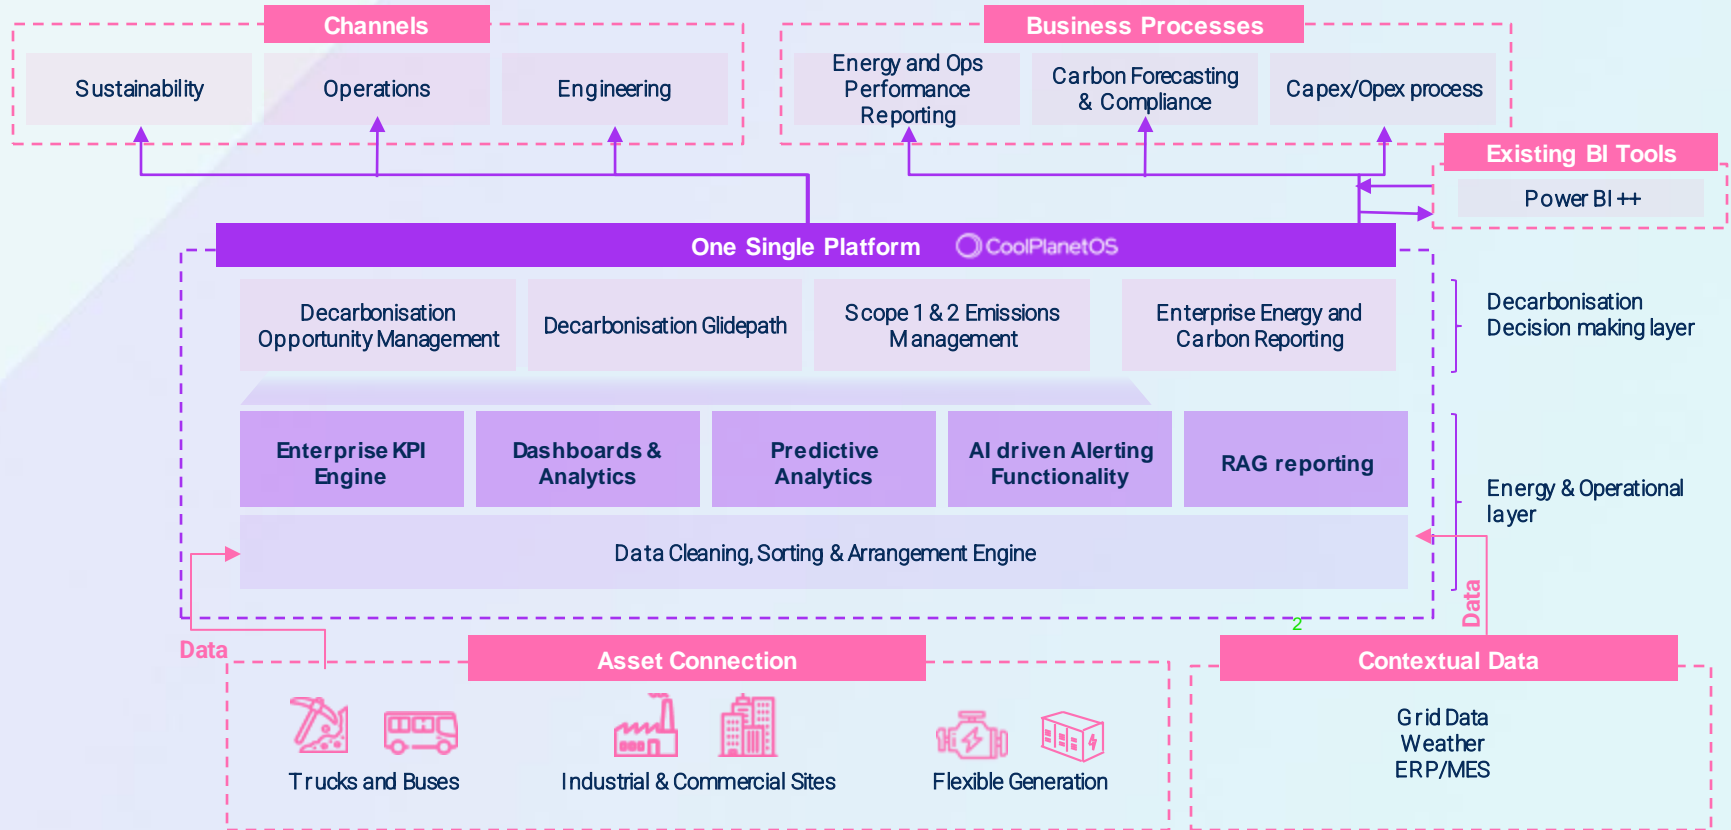 Channels
Sustainability
Operations
Engineering
Business Processes
Energy and Ops
Performance
Reporting
Carbon Forecasting
& Compliance
Capex/Opex process
Existing BI Tools
Power BI ++
One Single Platform
CoolPlanetOS
Decarbonisation
Opportunity Management
Decarbonisation Glidepath
Scope 1 & 2 Emissions
Management
Enterprise Energy and
Carbon Reporting
Decarbonisation
Decision making layer
Enterprise KPI
Engine
Dashboards &
Analytics
Predictive
Analytics
AI driven Alerting
Functionality
RAG reporting
Energy & Operational
layer
Data Cleaning, Sorting & Arrangement Engine
Data
Data
2
Asset Connection
Trucks and Buses
Industrial & Commercial Sites
Flexible Generation
Contextual Data
Grid Data
Weather
ERP/MES